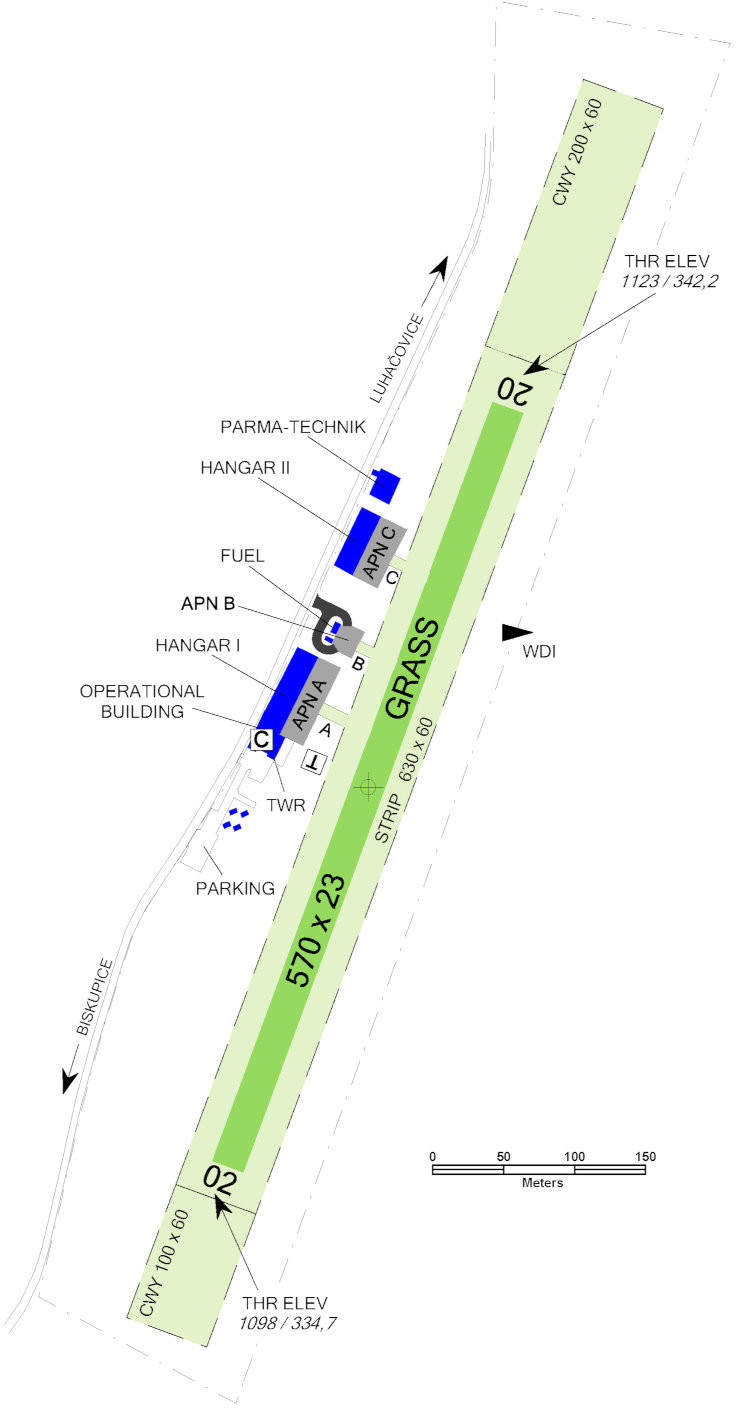 CWY 200 x 60
THR ELEV
1123 / 342,2
20
LUHAČOVICE
PARMA-TECHNIK
HANGAR II
APN C
C
FUEL
APN B
B
GRASS
WDI
HANGAR I
APN A
A
OPERATIONAL
BUILDING
C
T
TWR
STRIP 630 x 60
PARKING
570 x 23
BISKUPICE
0 50 100 150
Meters
02
CWY 100 x 60
THR ELEV
1098 / 334,7